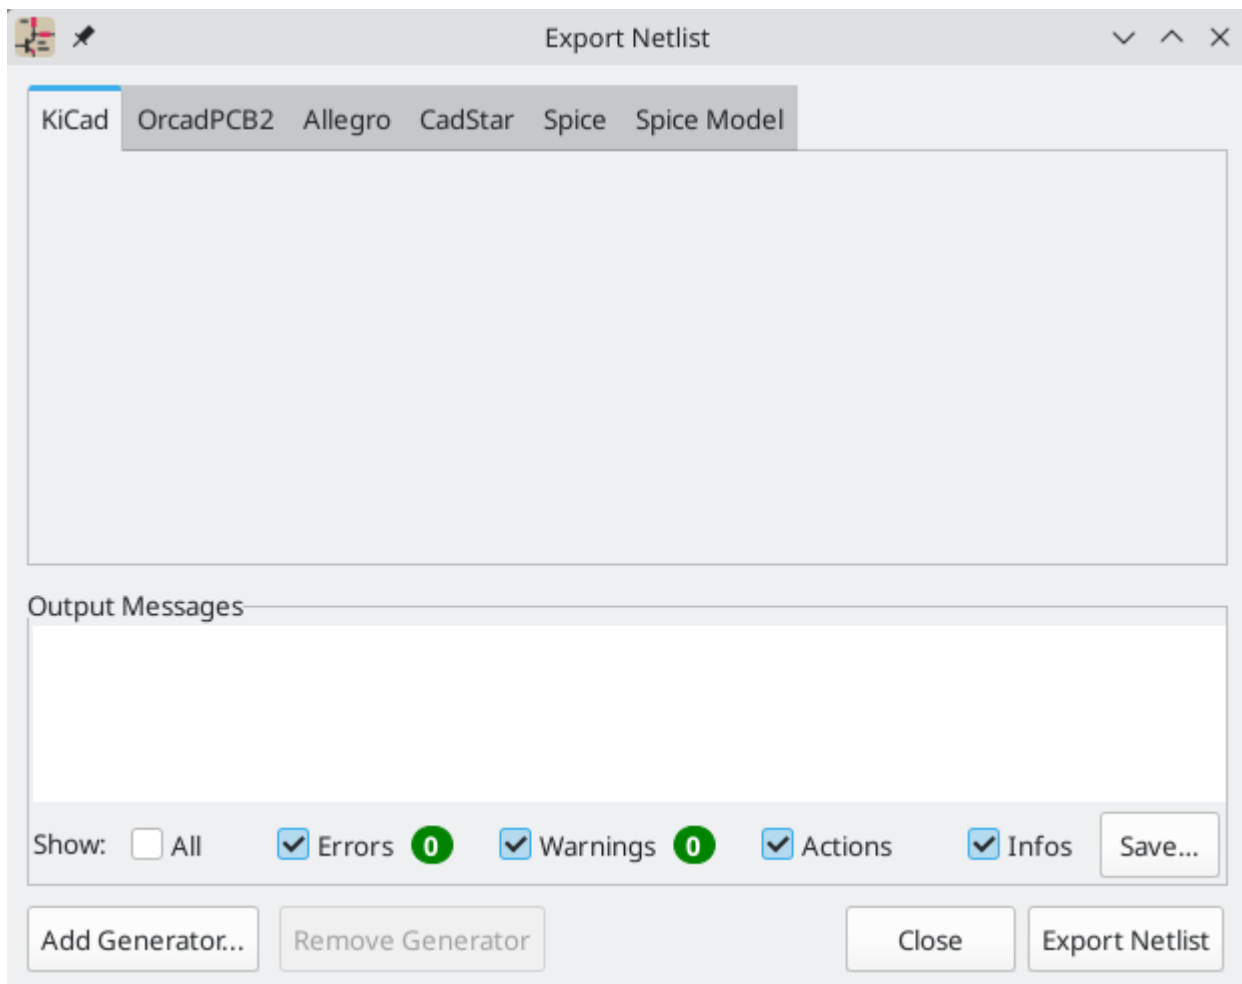 Export Netlist
KiCad OrcadPCB2 Allegro CadStar Spice Spice Model
Output Messages
Show: All Errors 0 Warnings 0 Actions Infos Save...
Add Generator... Remove Generator Close Export Netlist